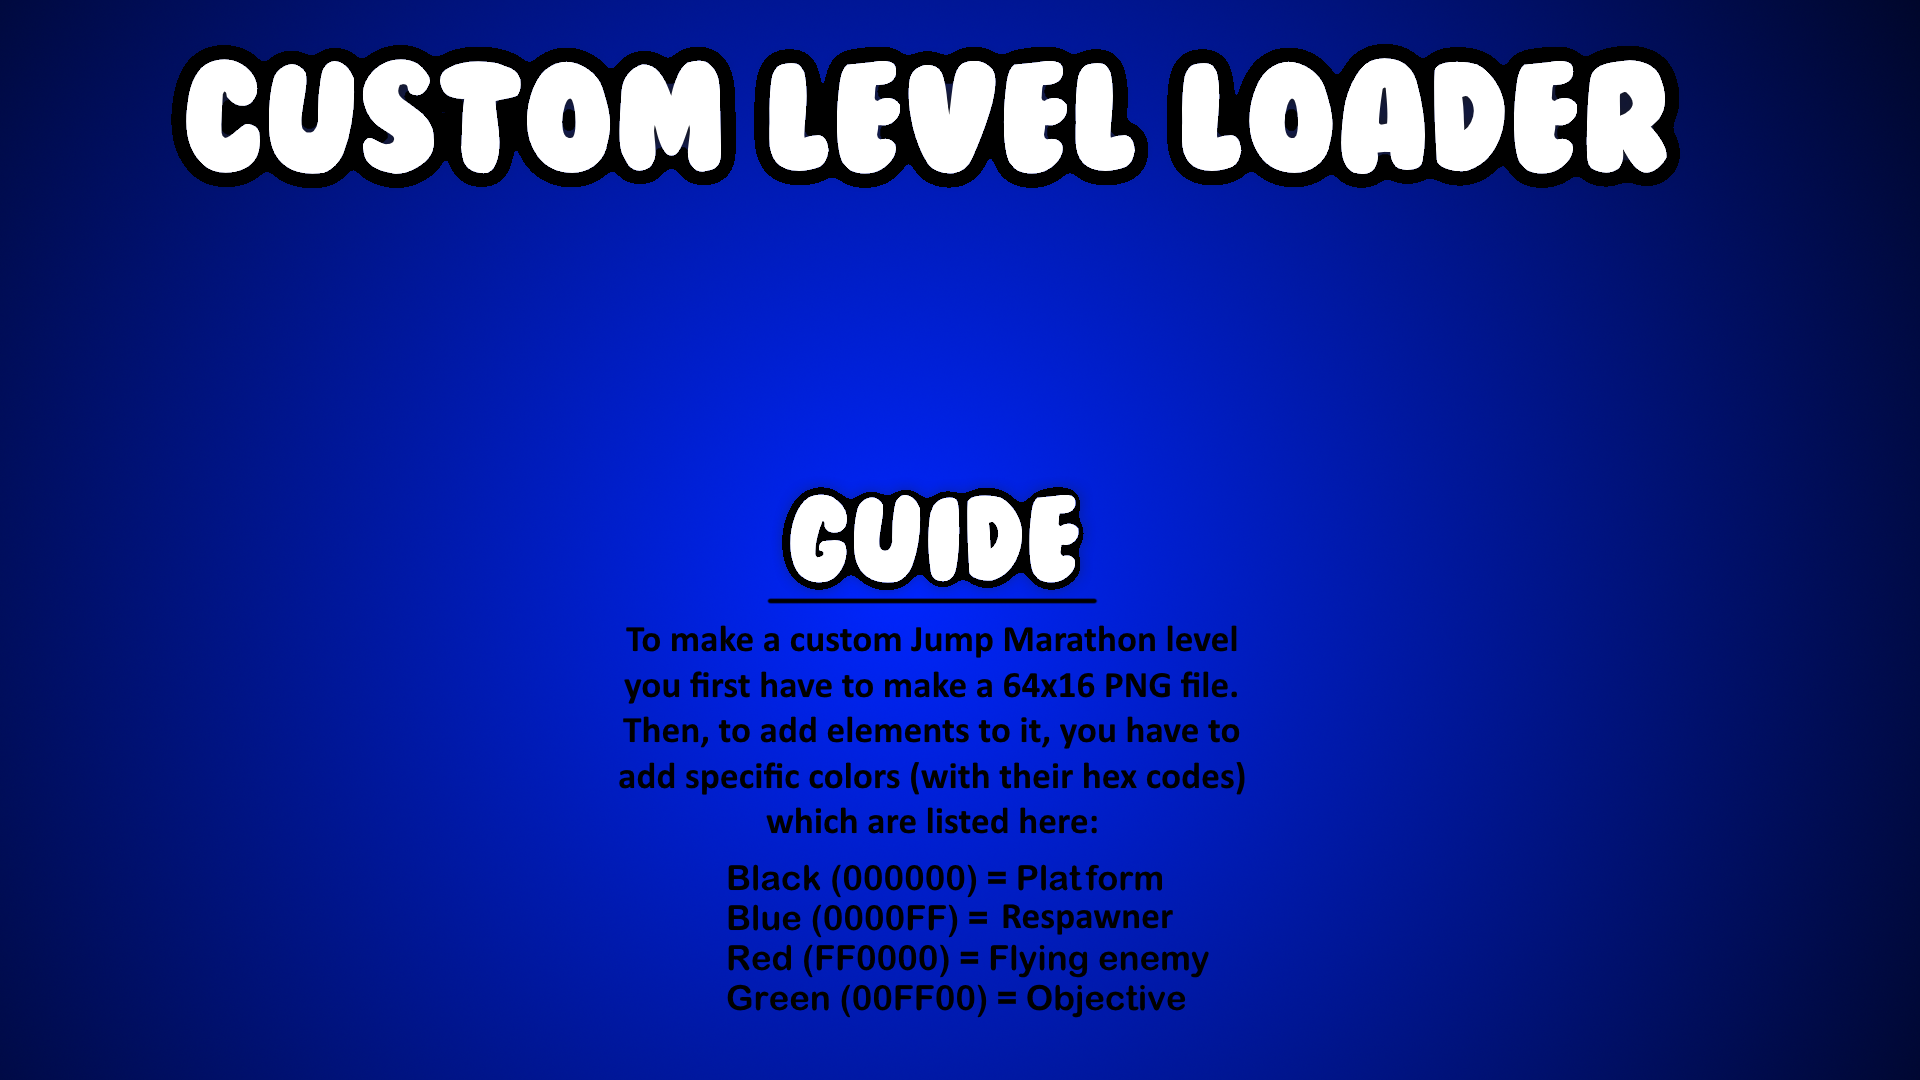 CUSTOM LEVEL LOADER
GUIDE
To make a custom Jump Marathon level
you first have to make a 64x16 PNG file.
Then, to add elements to it, you have to
add specific colors (with their hex codes)
which are listed here:
Black (000000) = Platform
Blue (0000FF) = Respawner
Red (FF0000) = Flying enemy
Green (00FF00) = Objective